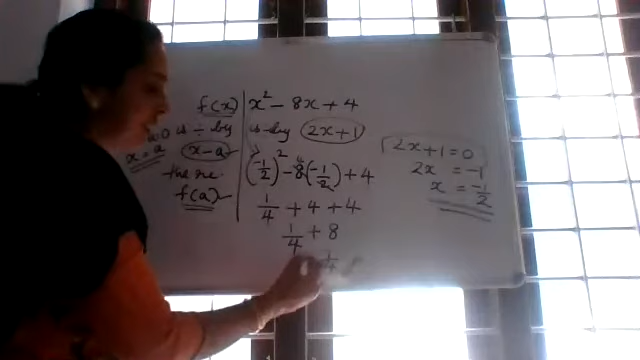 f(x)
is ÷ by
x = a
x - a
the re
f(a)
x² - 8x + 4
is ÷ by 2x + 1
(-1/2)² - 8(-1/2) + 4
1/4 + 4 + 4
1/4 + 8
2x + 1 = 0
2x = -1
x = -1/2